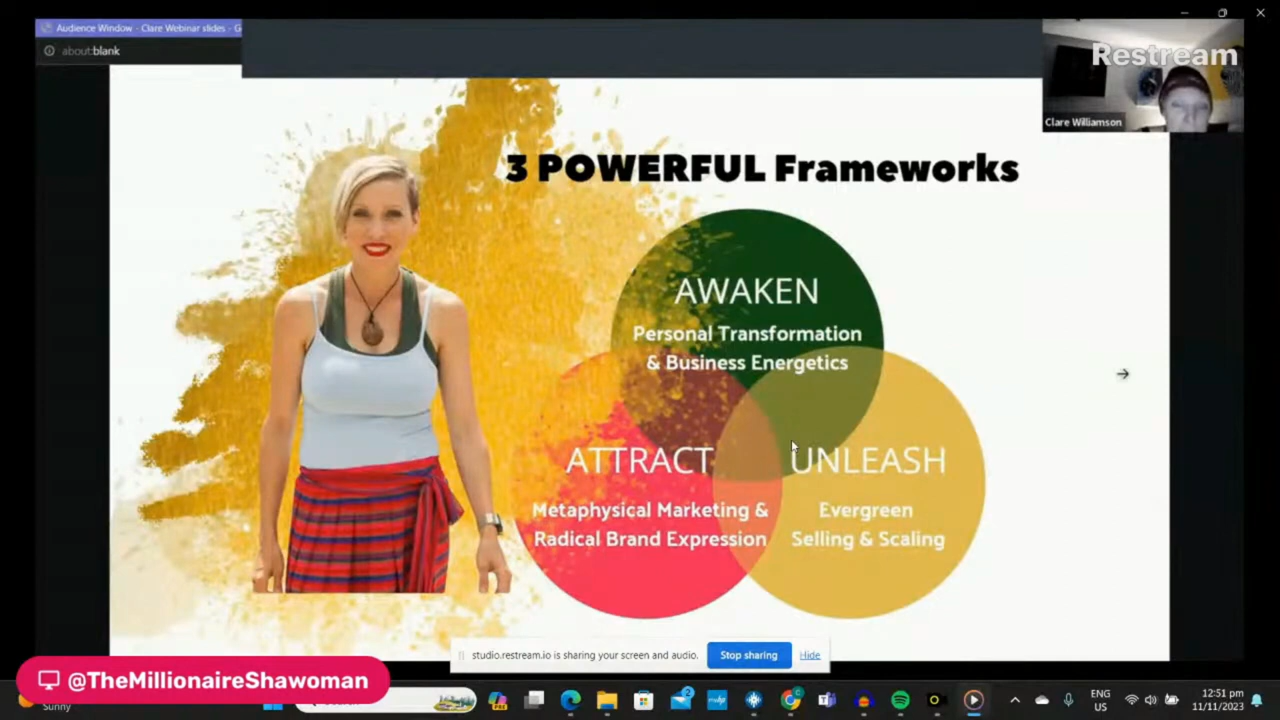 Audience Window - Clare Webinar slides - G
about:blank
Restream
Clare Williamson
3 POWERFUL Frameworks
AWAKEN
Personal Transformation
& Business Energetics
ATTRACT
Metaphysical Marketing &
Radical Brand Expression
UNLEASH
Evergreen
Selling & Scaling
studio.restream.io is sharing your screen and audio.
Stop sharing
Hide
@TheMillionaireShawoman
Sunny
2
ENG
US
12:51 pm
11/11/2023